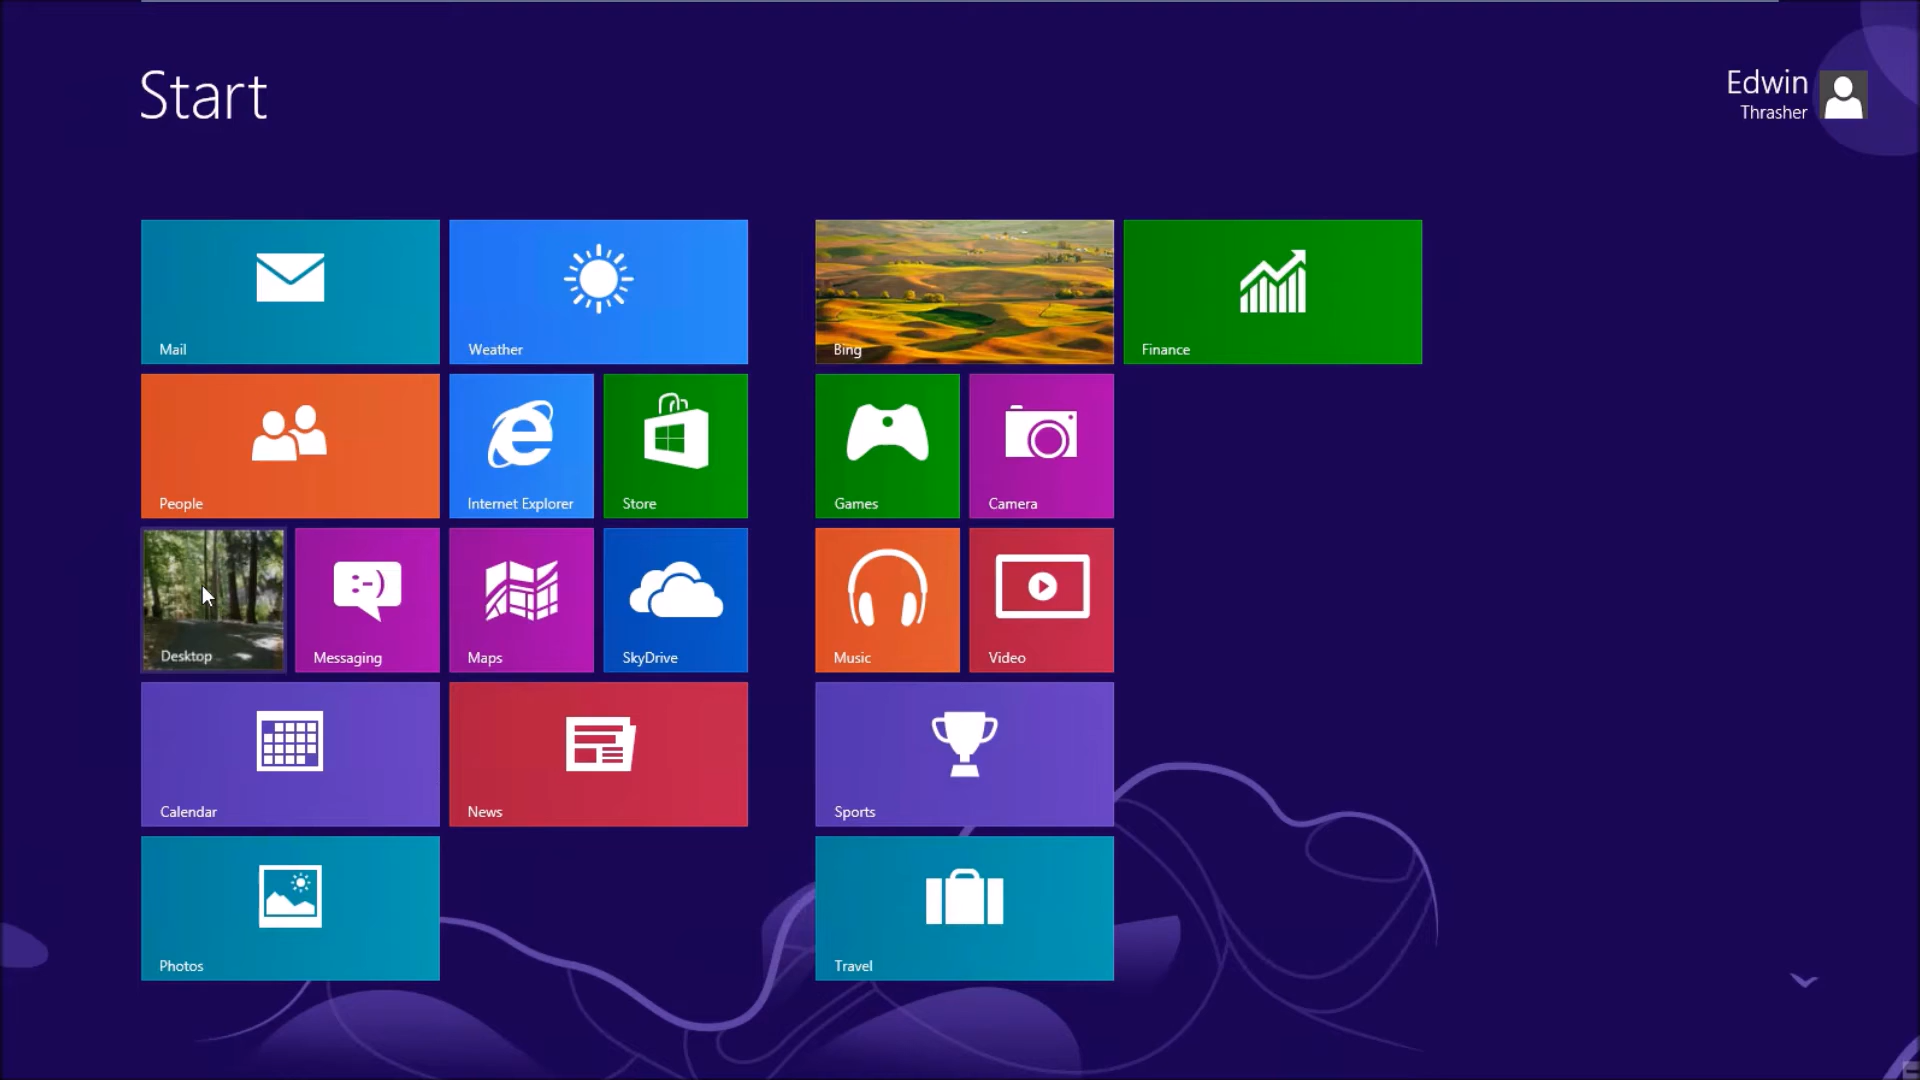 Start
Edwin
Thrasher
Mail
Weather
Bing
Finance
People
Internet Explorer
Store
Games
Camera
Desktop
:-)
Messaging
Maps
SkyDrive
Music
Video
Calendar
News
Sports
Photos
Travel